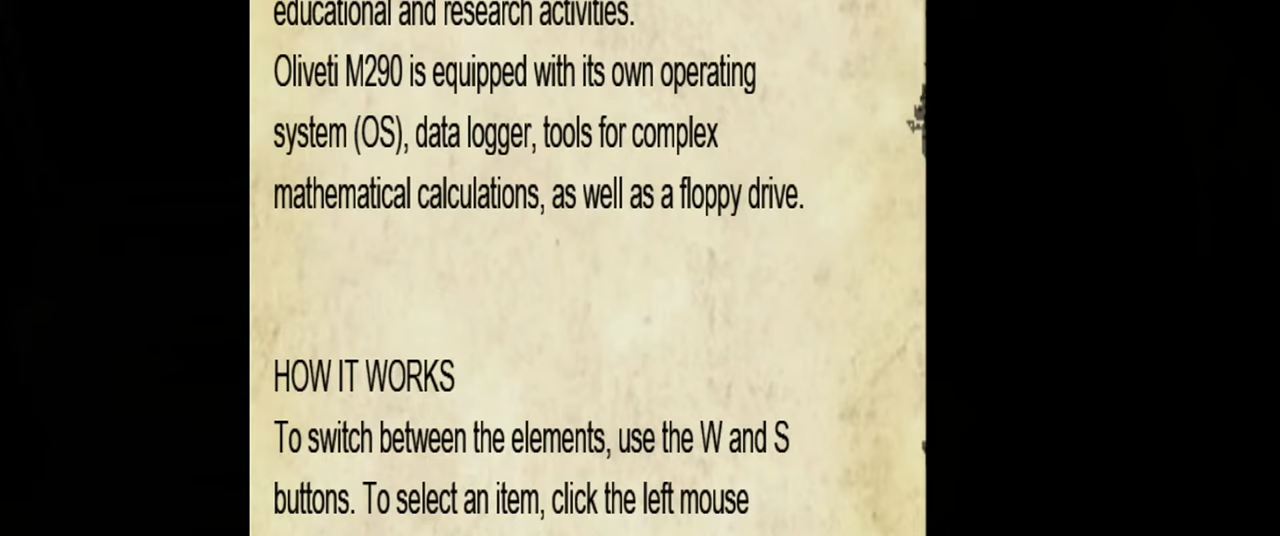 educational and research activities.
Oliveti M290 is equipped with its own operating
system (OS), data logger, tools for complex
mathematical calculations, as well as a floppy drive.
HOW IT WORKS
To switch between the elements, use the W and S
buttons. To select an item, click the left mouse